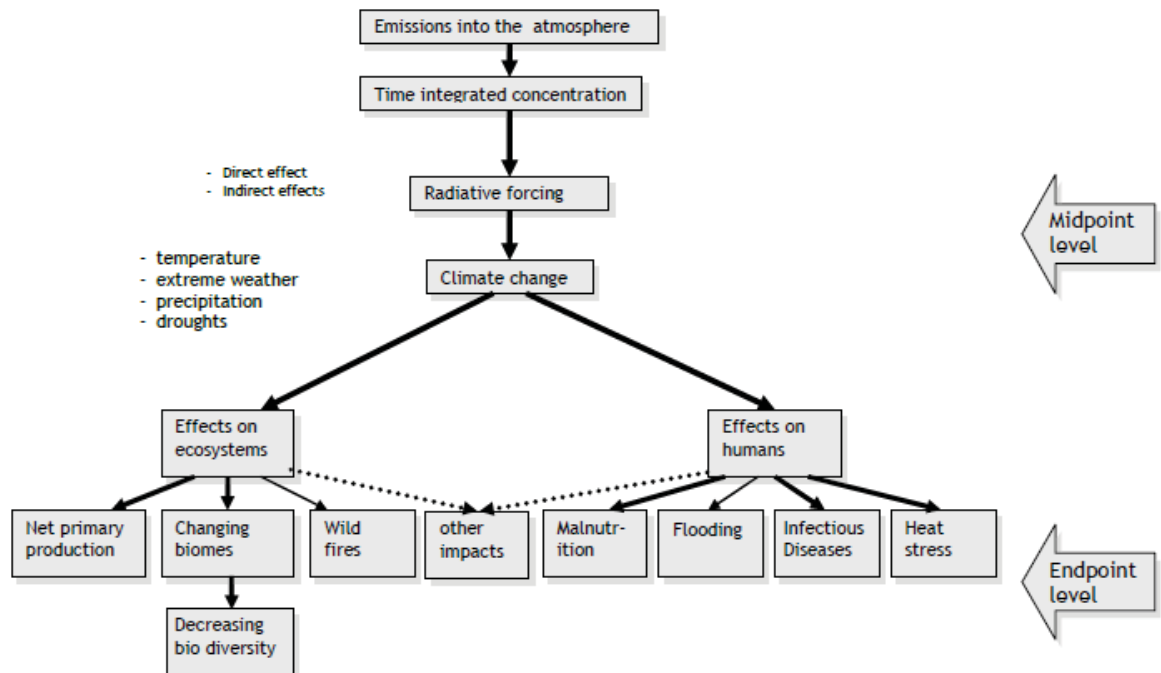 Emissions into the atmosphere
Time integrated concentration
- Direct effect
- Indirect effects
Radiative forcing
Midpoint
level
- temperature
- extreme weather
- precipitation
- droughts
Climate change
Effects on
ecosystems
Effects on
humans
Net primary
production
Changing
biomes
Wild
fires
other
impacts
Malnutr-
ition
Flooding
Infectious
Diseases
Heat
stress
Endpoint
level
Decreasing
bio diversity